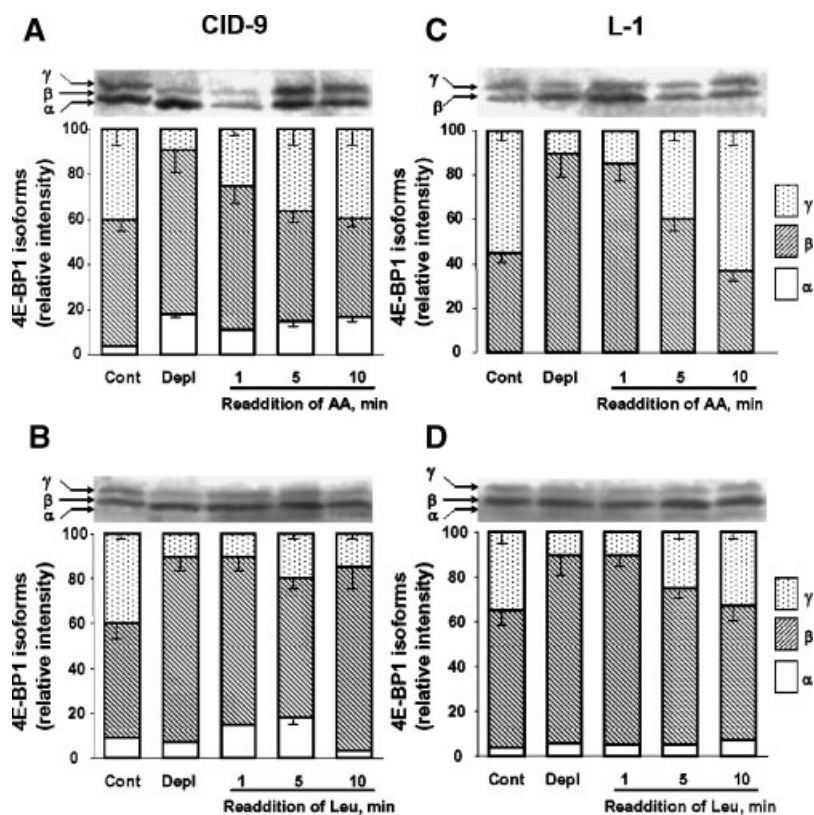 A
CID-9
γ
β
α
4E-BP1 isoforms
(relative intensity)
100
80
60
40
20
0
Cont Depl 1 5 10
Readdition of AA, min
C
L-1
γ
β
4E-BP1 isoforms
(relative intensity)
100
80
60
40
20
0
Cont Depl 1 5 10
Readdition of AA, min
γ
β
α
B
γ
β
α
4E-BP1 isoforms
(relative intensity)
100
80
60
40
20
0
Cont Depl 1 5 10
Readdition of Leu, min
D
γ
β
α
4E-BP1 isoforms
(relative intensity)
100
80
60
40
20
0
Cont Depl 1 5 10
Readdition of Leu, min
γ
β
α